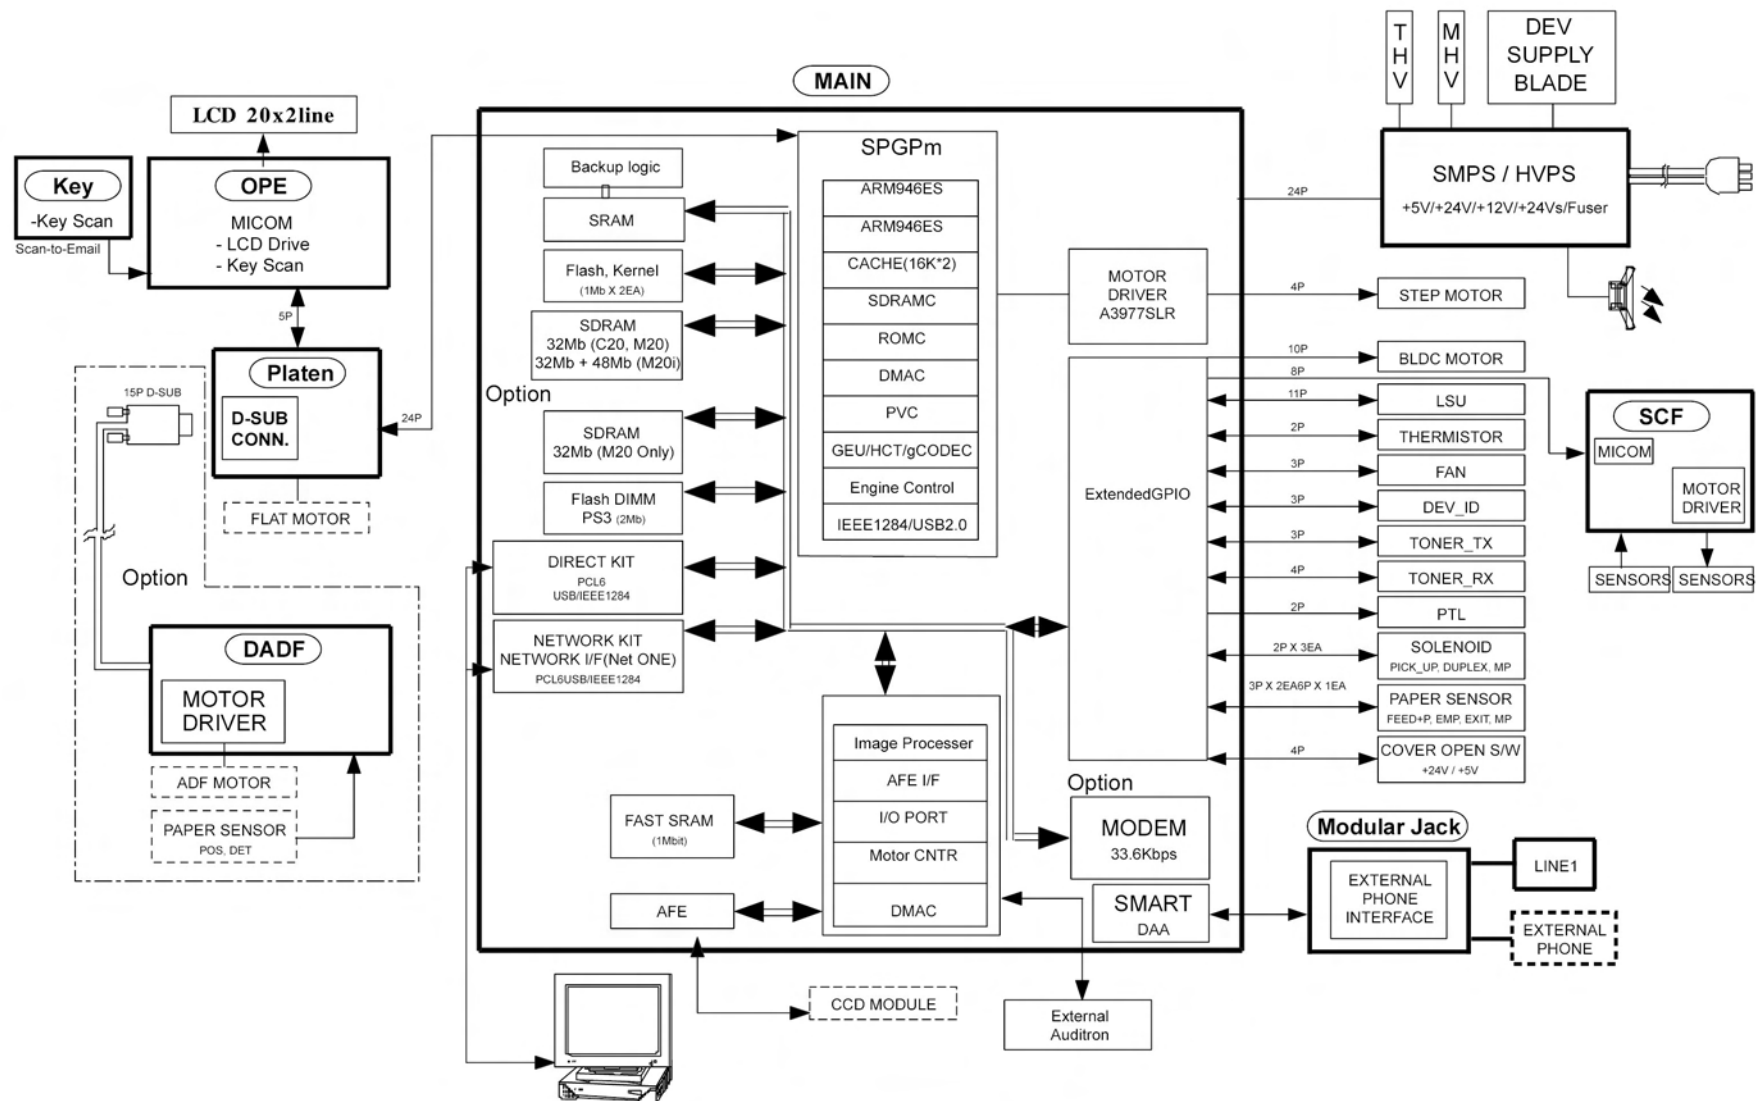 MAIN
LCD 20x2line
Key
-Key Scan
Scan-to-Email
OPE
MICOM
- LCD Drive
- Key Scan
5P
Platen
D-SUB
CONN.
24P
FLAT MOTOR
15P D-SUB
Option
DADF
MOTOR
DRIVER
ADF MOTOR
PAPER SENSOR
POS, DET
Backup logic
SRAM
Flash, Kernel
(1Mb X 2EA)
SDRAM
32Mb (C20, M20)
32Mb + 48Mb (M20i)
Option
SDRAM
32Mb (M20 Only)
Flash DIMM
PS3 (2Mb)
DIRECT KIT
PCL6
USB/IEEE1284
NETWORK KIT
NETWORK I/F(Net ONE)
PCL6USB/IEEE1284
FAST SRAM
(1Mbit)
AFE
SPGPm
ARM946ES
ARM946ES
CACHE(16K*2)
SDRAMC
ROMC
DMAC
PVC
GEU/HCT/gCODEC
Engine Control
IEEE1284/USB2.0
Image Processer
AFE I/F
I/O PORT
Motor CNTR
DMAC
CCD MODULE
External
Auditron
MOTOR
DRIVER
A3977SLR
ExtendedGPIO
Option
MODEM
33.6Kbps
SMART
DAA
THV
MHV
DEV
SUPPLY
BLADE
SMPS / HVPS
+5V/+24V/+12V/+24Vs/Fuser
24P
4P
STEP MOTOR
10P
BLDC MOTOR
8P
11P
LSU
2P
THERMISTOR
3P
FAN
3P
DEV_ID
3P
TONER_TX
4P
TONER_RX
2P
PTL
2P X 3EA
SOLENOID
PICK_UP, DUPLEX, MP
3P X 2EA6P X 1EA
PAPER SENSOR
FEED+P, EMP, EXIT, MP
4P
COVER OPEN S/W
+24V / +5V
SCF
MICOM
MOTOR
DRIVER
SENSORS
SENSORS
Modular Jack
EXTERNAL
PHONE
INTERFACE
LINE1
EXTERNAL
PHONE